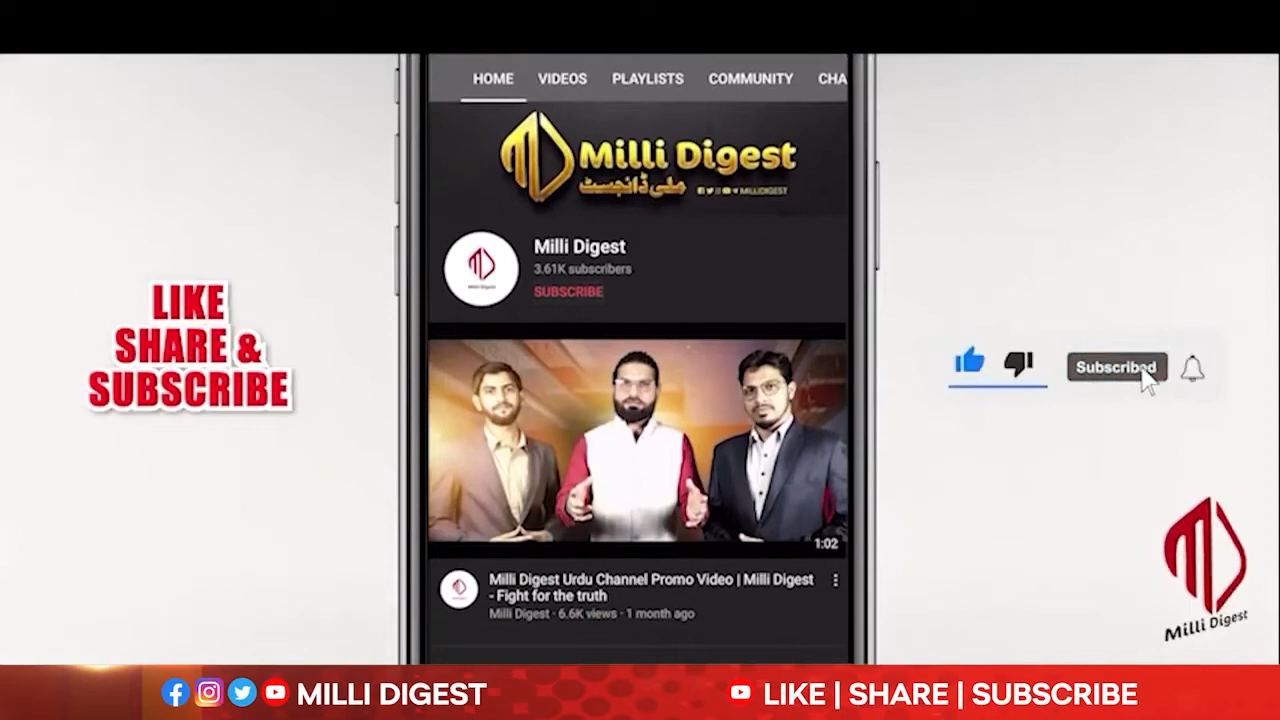 HOME VIDEOS PLAYLISTS COMMUNITY CHA
Milli Digest
ملی ڈائجسٹ
MILLIDIGEST
Milli Digest
3.61K subscribers
SUBSCRIBE
LIKE
SHARE &
SUBSCRIBE
Subscribed
1:02
Milli Digest Urdu Channel Promo Video | Milli Digest
- Fight for the truth
Milli Digest · 6.6K views · 1 month ago
Milli Digest
MILLI DIGEST
LIKE | SHARE | SUBSCRIBE